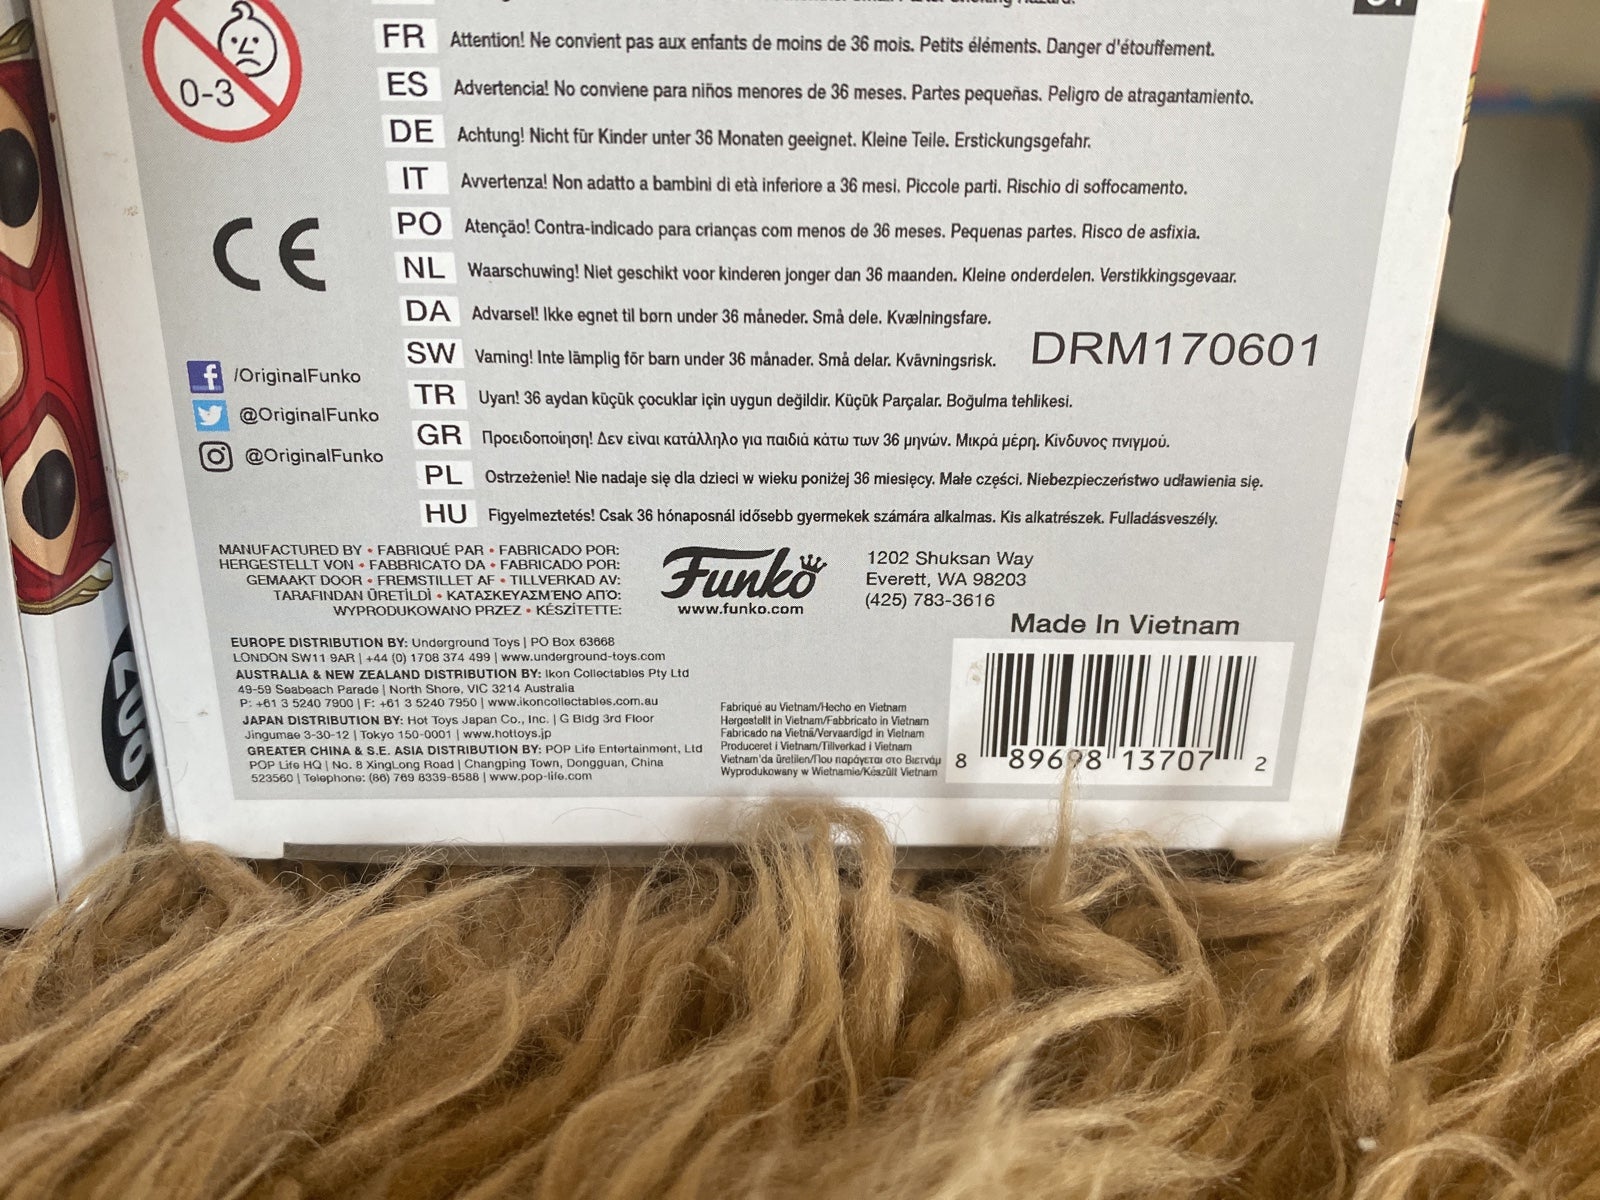 FR Attention! Ne convient pas aux enfants de moins de 36 mois. Petits éléments. Danger d'étouffement.
0-3
ES Advertencia! No conviene para niños menores de 36 meses. Partes pequeñas. Peligro de atragantamiento.
DE Achtung! Nicht für Kinder unter 36 Monaten geeignet. Kleine Teile. Erstickungsgefahr.
IT Avvertenza! Non adatto a bambini di età inferiore a 36 mesi. Piccole parti. Rischio di soffocamento.
PO Atenção! Contra-indicado para crianças com menos de 36 meses. Pequenas partes. Risco de asfixia.
CE
NL Waarschuwing! Niet geschikt voor kinderen jonger dan 36 maanden. Kleine onderdelen. Verstikkingsgevaar.
DA Advarsel! Ikke egnet til børn under 36 måneder. Små dele. Kvælningsfare.
SW Varning! Inte lämplig för barn under 36 månader. Små delar. Kvävningsrisk.
DRM170601
TR Uyarı! 36 aydan küçük çocuklar için uygun değildir. Küçük Parçalar. Boğulma tehlikesi.
GR Προειδοποίηση! Δεν είναι κατάλληλο για παιδιά κάτω των 36 μηνών. Μικρά μέρη. Κίνδυνος πνιγμού.
PL Ostrzeżenie! Nie nadaje się dla dzieci w wieku poniżej 36 miesięcy. Małe części. Niebezpieczeństwo udławienia się.
HU Figyelmeztetés! Csak 36 hónaposnál idősebb gyermekek számára alkalmas. Kis alkatrészek. Fulladásveszély.
/OriginalFunko
@OriginalFunko
@OriginalFunko
MANUFACTURED BY • FABRIQUÉ PAR • FABRICADO POR:
HERGESTELLT VON • FABBRICATO DA • FABRICADO POR:
GEMAAKT DOOR • FREMSTILLET AF • TILLVERKAD AV:
TARAFINDAN ÜRETİLDİ • ΚΑΤΑΣΚΕΥΑΣΜΈΝΟ ΑΠΌ:
WYPRODUKOWANO PRZEZ • KÉSZÍTETTE:
Funko
www.funko.com
1202 Shuksan Way
Everett, WA 98203
(425) 783-3616
Made In Vietnam
EUROPE DISTRIBUTION BY: Underground Toys | PO Box 63668
LONDON SW11 9AR | +44 (0) 1708 374 499 | www.underground-toys.com
AUSTRALIA & NEW ZEALAND DISTRIBUTION BY: Ikon Collectables Pty Ltd
49-59 Seabeach Parade | North Shore, VIC 3214 Australia
P: +61 3 5240 7900 | F: +61 3 5240 7950 | www.ikoncollectables.com.au
JAPAN DISTRIBUTION BY: Hot Toys Japan Co., Inc. | G Bldg 3rd Floor
Jingumae 3-30-12 | Tokyo 150-0001 | www.hottoys.jp
GREATER CHINA & S.E. ASIA DISTRIBUTION BY: POP Life Entertainment, Ltd
POP Life HQ | No. 8 XingLong Road | Changping Town, Dongguan, China
523560 | Telephone: (86) 769 8339-8588 | www.pop-life.com
Fabriqué au Vietnam/Hecho en Vietnam
Hergestellt in Vietnam/Fabbricato in Vietnam
Fabricado na Vietnã/Vervaardigd in Vietnam
Produceret i Vietnam/Tillverkad i Vietnam
Vietnam'da üretilen/Που παράγεται στο Βιετνάμ
Wyprodukowany w Wietnamie/Készült Vietnam
8 89698 13707 2